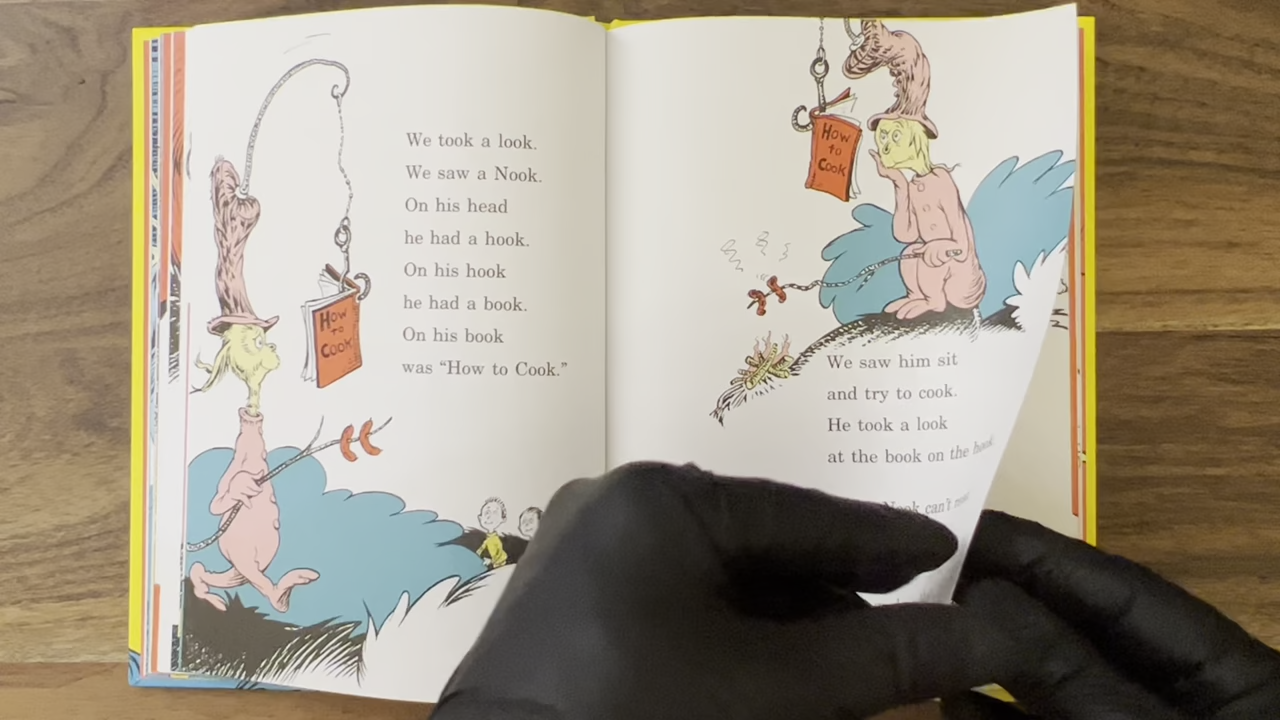 We took a look.
We saw a Nook.
On his head
he had a hook.
On his hook
he had a book.
On his book
was “How to Cook.”
How
to
Cook
How
to
Cook
We saw him sit
and try to cook.
He took a look
at the book on the
Nook can't